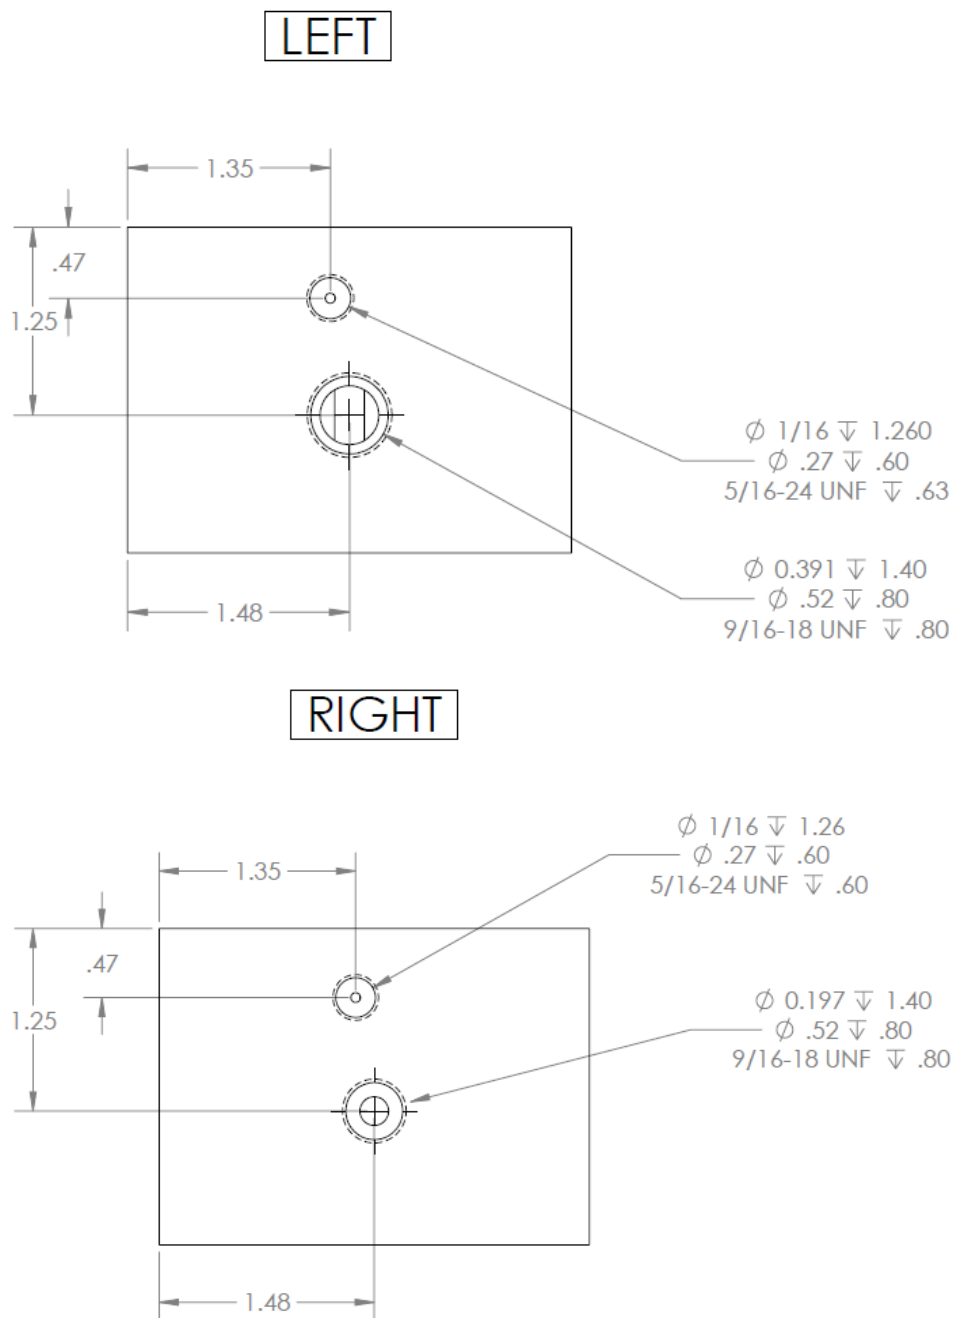 LEFT
1.35
.47
1.25
∅ 1/16 ↧ 1.260
∅ .27 ↧ .60
5/16-24 UNF ↧ .63
∅ 0.391 ↧ 1.40
∅ .52 ↧ .80
9/16-18 UNF ↧ .80
1.48
RIGHT
∅ 1/16 ↧ 1.26
∅ .27 ↧ .60
5/16-24 UNF ↧ .60
1.35
.47
1.25
∅ 0.197 ↧ 1.40
∅ .52 ↧ .80
9/16-18 UNF ↧ .80
1.48